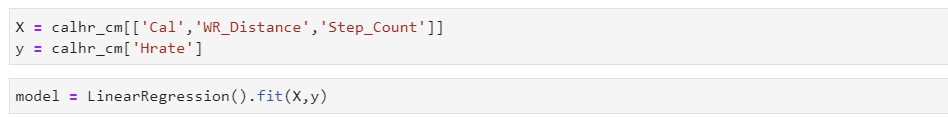 X = calhr_cm[['Cal','WR_Distance','Step_Count']]
y = calhr_cm['Hrate']
model = LinearRegression().fit(X,y)